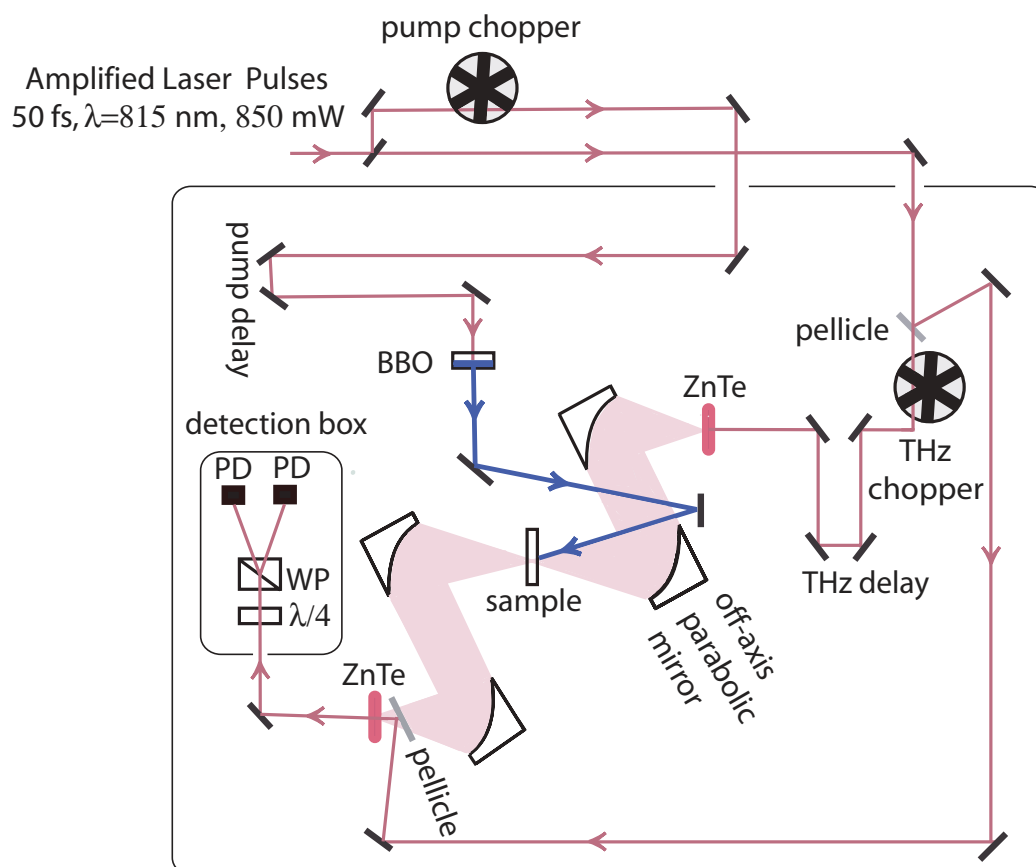 pump chopper
Amplified Laser Pulses
50 fs, λ=815 nm, 850 mW
pump delay
pellicle
BBO
ZnTe
detection box
PD PD
THz
chopper
WP
THz delay
sample
λ/4
off-axis
parabolic
mirror
ZnTe
pellicle